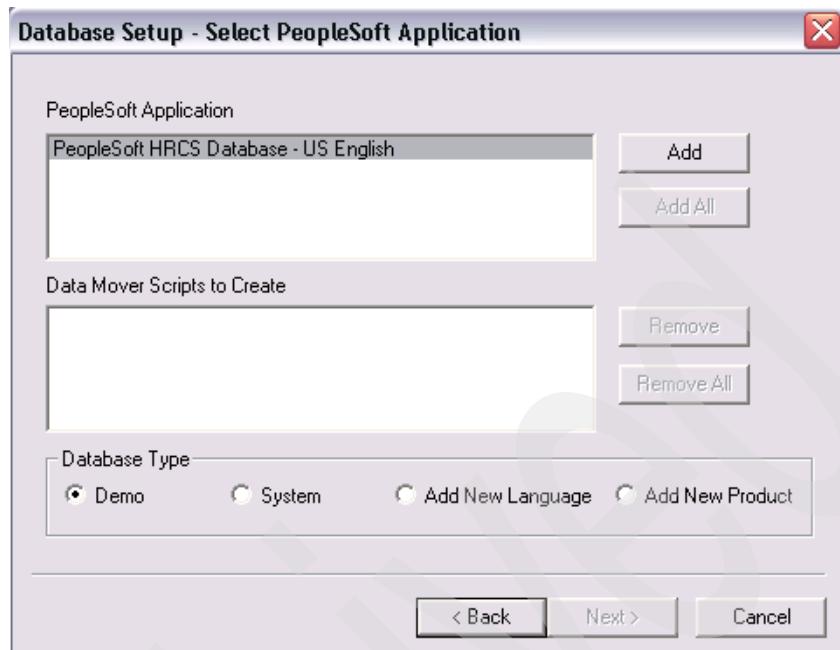 Database Setup - Select PeopleSoft Application
PeopleSoft Application
PeopleSoft HRCS Database - US English
Add
Add All
Data Mover Scripts to Create
Remove
Remove All
Database Type
Demo
System
Add New Language
Add New Product
< Back
Next >
Cancel